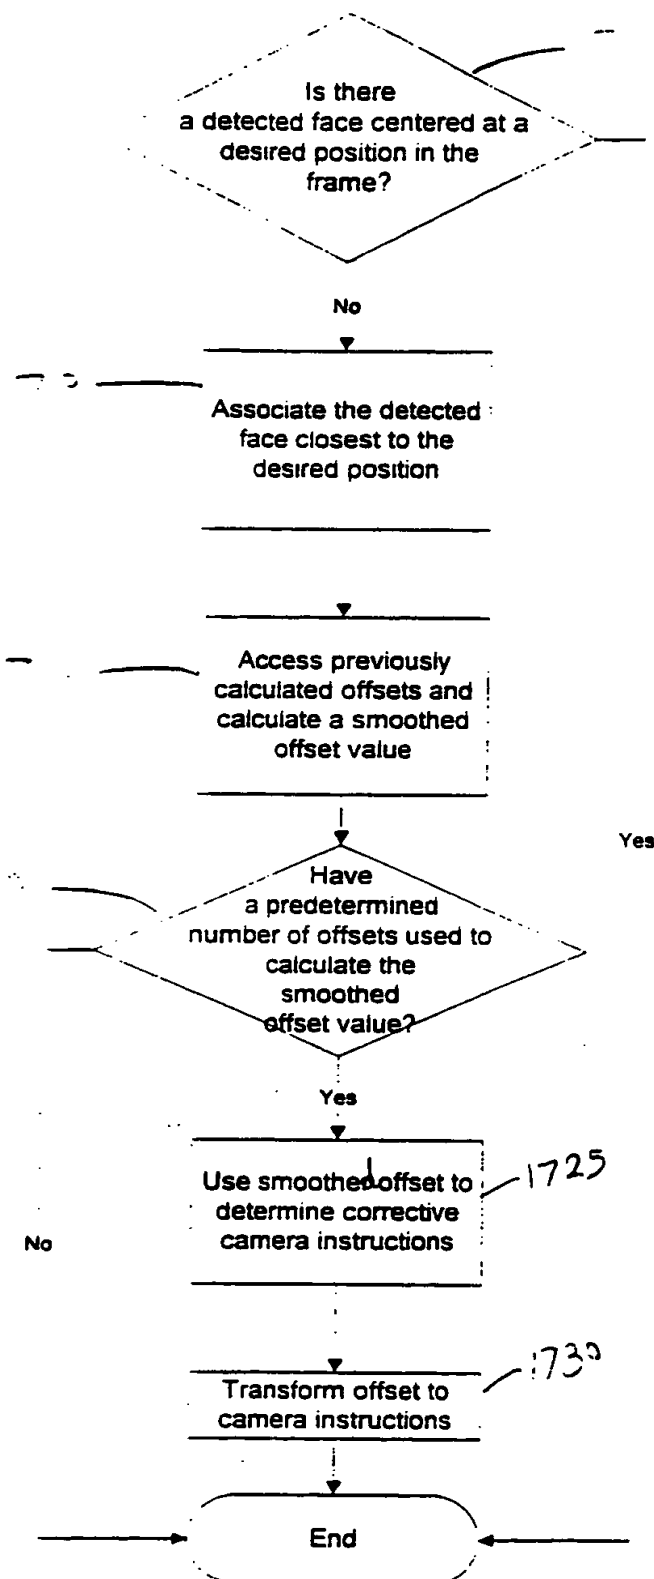 Is there
a detected face centered at a
desired position in the
frame?
No
Associate the detected
face closest to the
desired position
Access previously
calculated offsets and
calculate a smoothed
offset value
Yes
Have
a predetermined
number of offsets used to
calculate the
smoothed
offset value?
Yes
Use smoothed offset to
determine corrective
camera instructions
1725
No
1730
Transform offset to
camera instructions
End